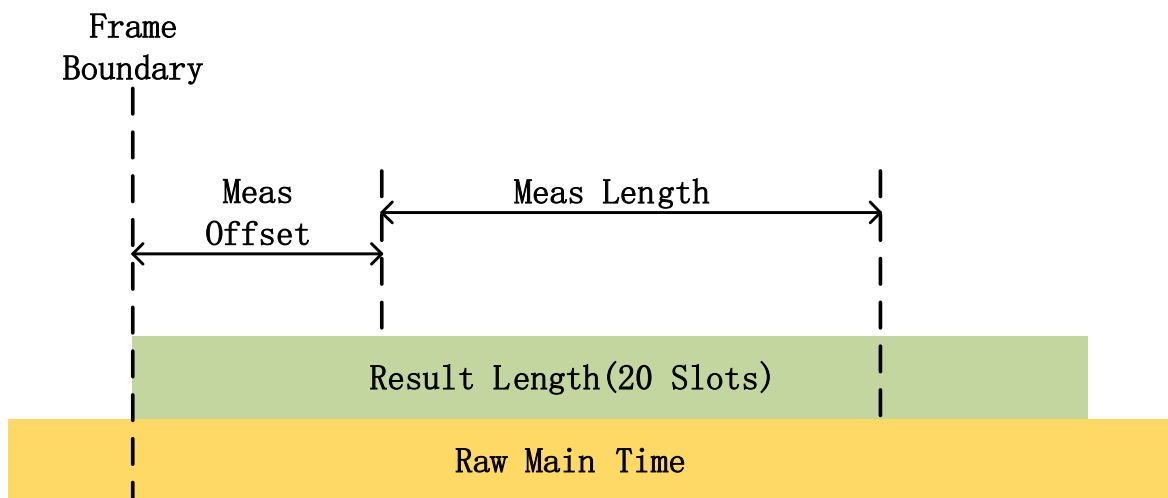 Frame
Boundary
Meas
Offset
Meas Length
Result Length(20 Slots)
Raw Main Time